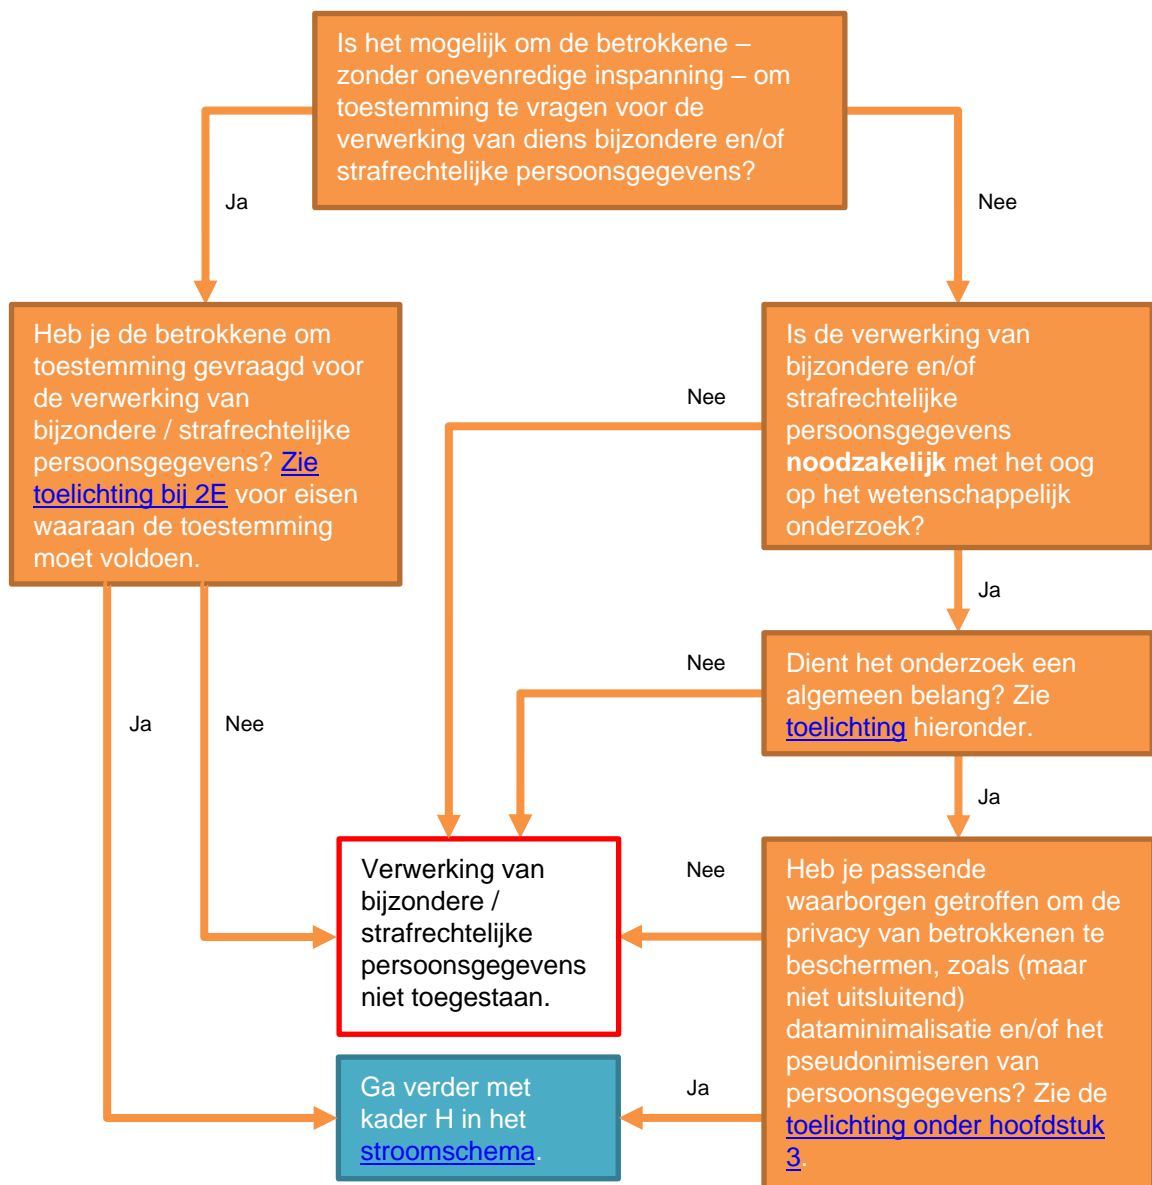 Is het mogelijk om de betrokkene –
zonder onevenredige inspanning – om
toestemming te vragen voor de
verwerking van diens bijzondere en/of
strafrechtelijke persoonsgegevens?
Ja
Nee
Heb je de betrokkene om
toestemming gevraagd voor
de verwerking van
bijzondere / strafrechtelijke
persoonsgegevens? Zie
toelichting bij 2E voor eisen
waaraan de toestemming
moet voldoen.
Nee
Is de verwerking van
bijzondere en/of
strafrechtelijke
persoonsgegevens
noodzakelijk met het oog
op het wetenschappelijk
onderzoek?
Ja
Nee
Dient het onderzoek een
algemeen belang? Zie
toelichting hieronder.
Ja
Nee
Ja
Verwerking van
bijzondere /
strafrechtelijke
persoonsgegevens
niet toegestaan.
Nee
Heb je passende
waarborgen getroffen om de
privacy van betrokkenen te
beschermen, zoals (maar
niet uitsluitend)
dataminimalisatie en/of het
pseudonimiseren van
persoonsgegevens? Zie de
toelichting onder hoofdstuk
3.
Ga verder met
kader H in het
stroomschema.
Ja